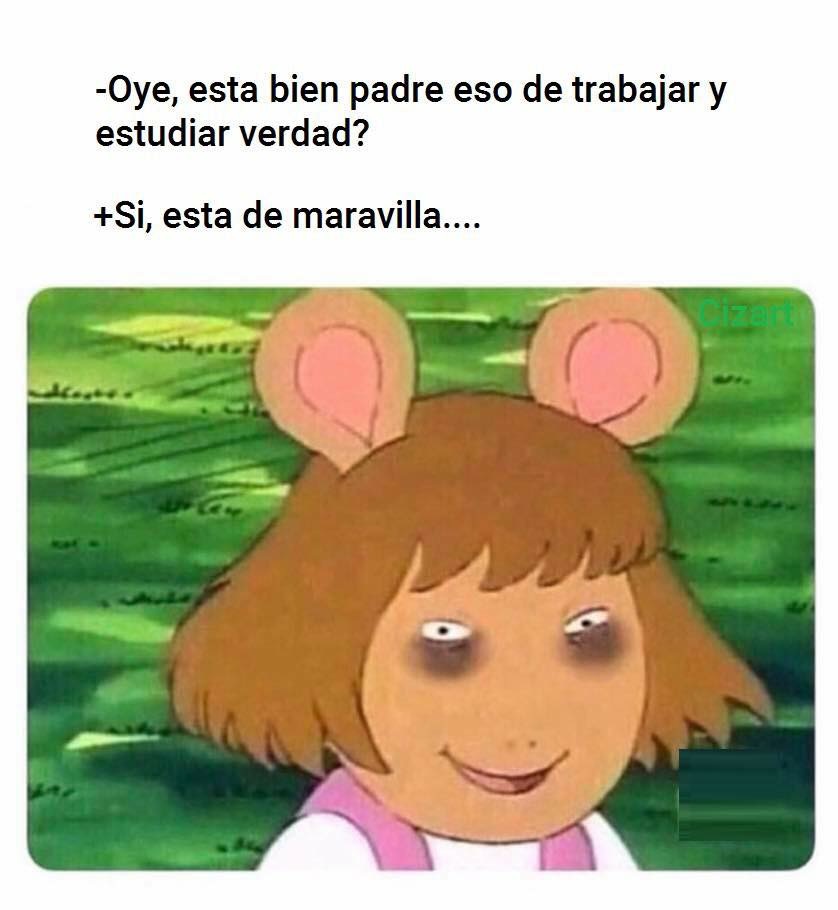 -Oye, esta bien padre eso de trabajar y
estudiar verdad?
+Si, esta de maravilla....
Cizart